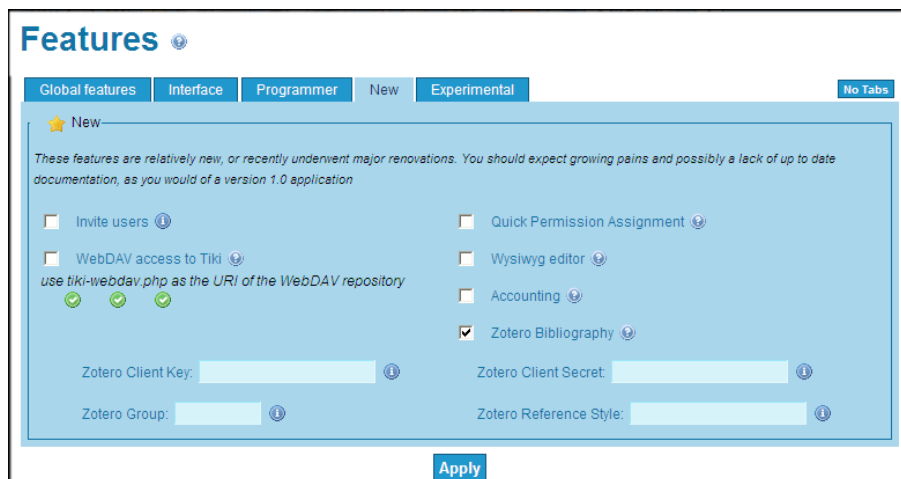 Features
Global features Interface Programmer New Experimental No Tabs
New
These features are relatively new, or recently underwent major renovations. You should expect growing pains and possibly a lack of up to date
documentation, as you would of a version 1.0 application
Invite users Quick Permission Assignment
WebDAV access to Tiki Wysiwyg editor
use tiki-webdav.php as the URI of the WebDAV repository
Accounting
Zotero Bibliography
Zotero Client Key: Zotero Client Secret:
Zotero Group: Zotero Reference Style:
Apply